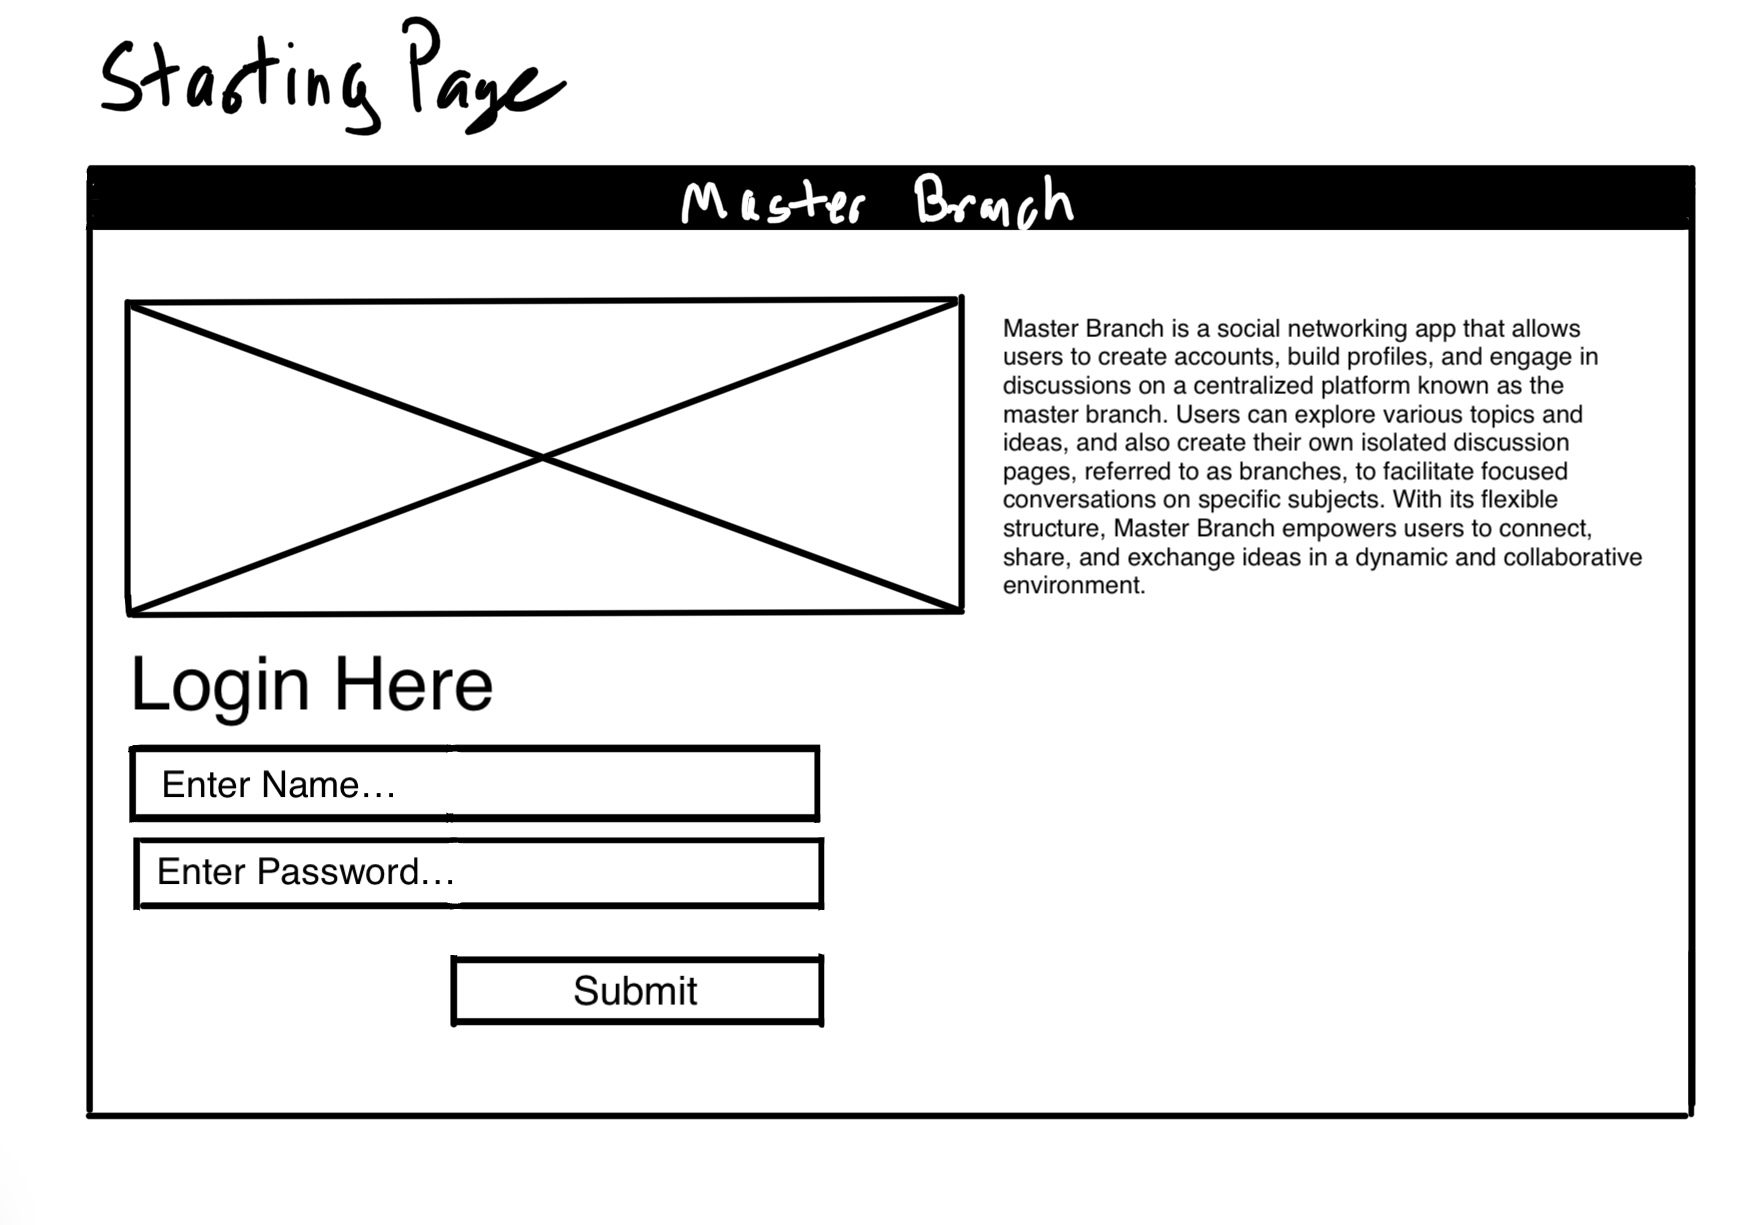 Starting Page
Master Branch
Master Branch is a social networking app that allows
users to create accounts, build profiles, and engage in
discussions on a centralized platform known as the
master branch. Users can explore various topics and
ideas, and also create their own isolated discussion
pages, referred to as branches, to facilitate focused
conversations on specific subjects. With its flexible
structure, Master Branch empowers users to connect,
share, and exchange ideas in a dynamic and collaborative
environment.
Login Here
Enter Name...
Enter Password...
Submit